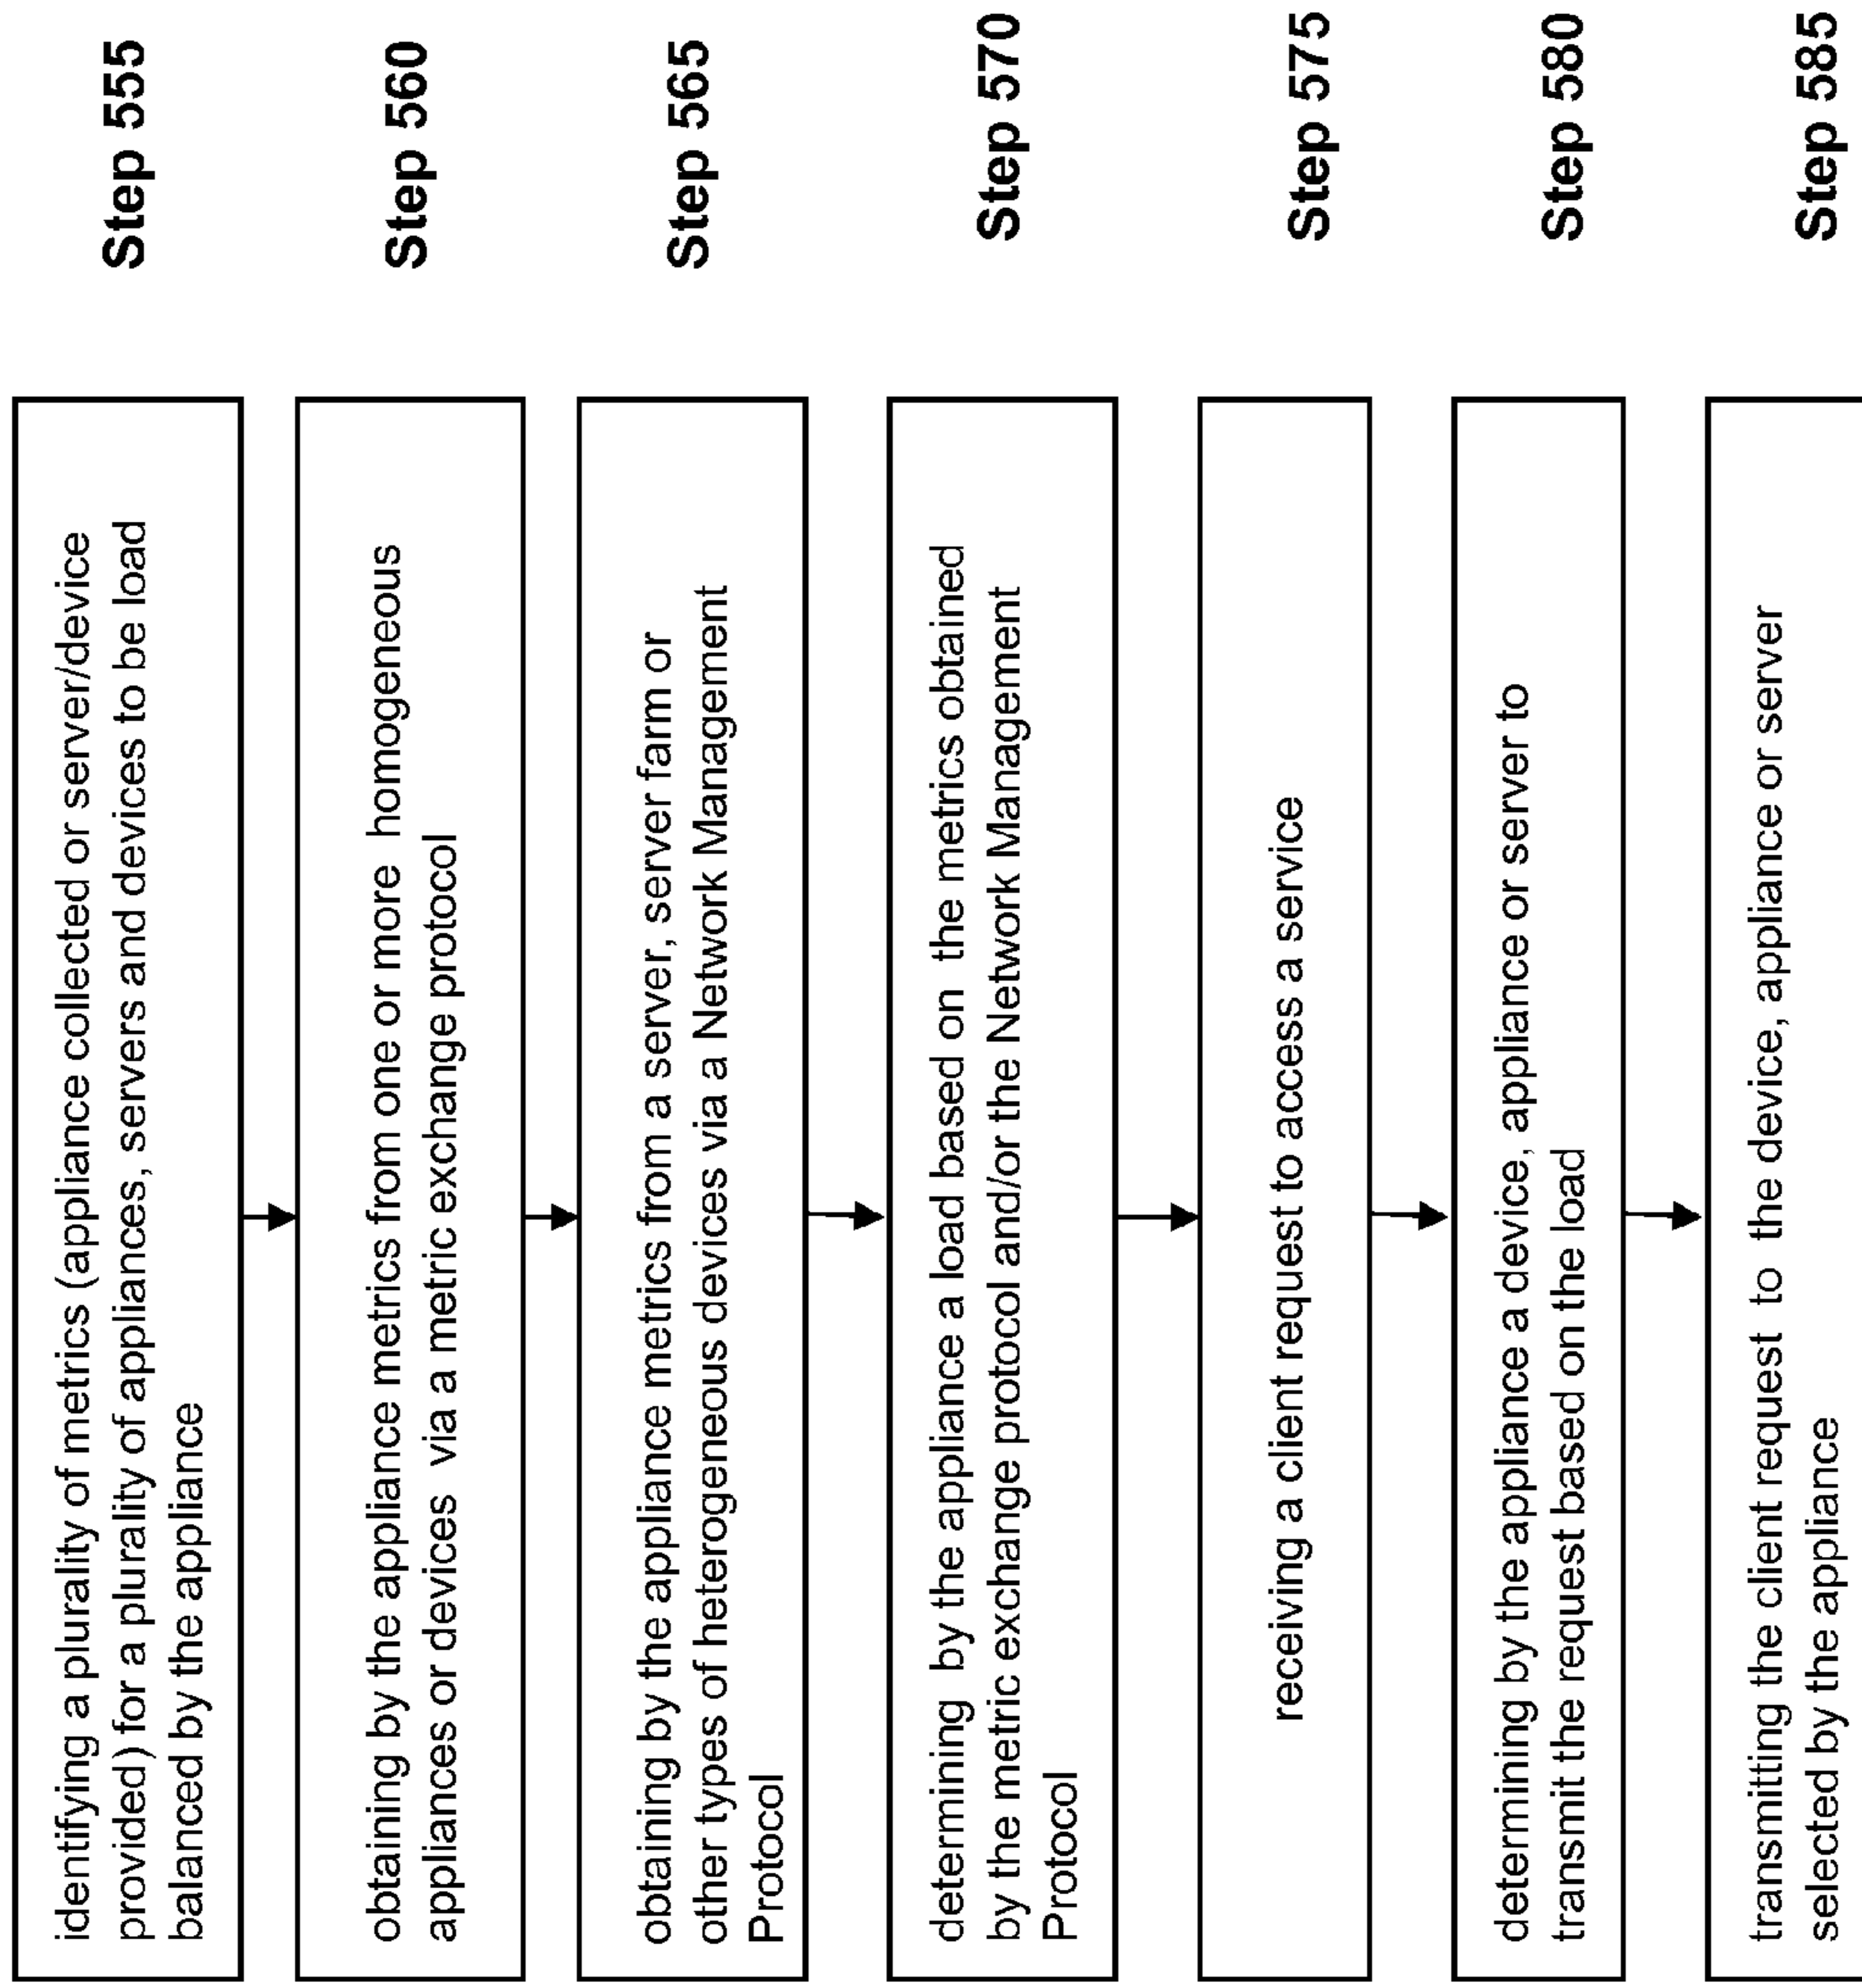 identifying a plurality of metrics (appliance collected or server/device
provided) for a plurality of appliances, servers and devices to be load
balanced by the appliance
Step 555
obtaining by the appliance metrics from one or more homogeneous
appliances or devices via a metric exchange protocol
Step 560
obtaining by the appliance metrics from a server, server farm or
other types of heterogeneous devices via a Network Management
Protocol
Step 565
determining by the appliance a load based on the metrics obtained
by the metric exchange protocol and/or the Network Management
Protocol
Step 570
receiving a client request to access a service
Step 575
determining by the appliance a device, appliance or server to
transmit the request based on the load
Step 580
transmitting the client request to the device, appliance or server
selected by the appliance
Step 585